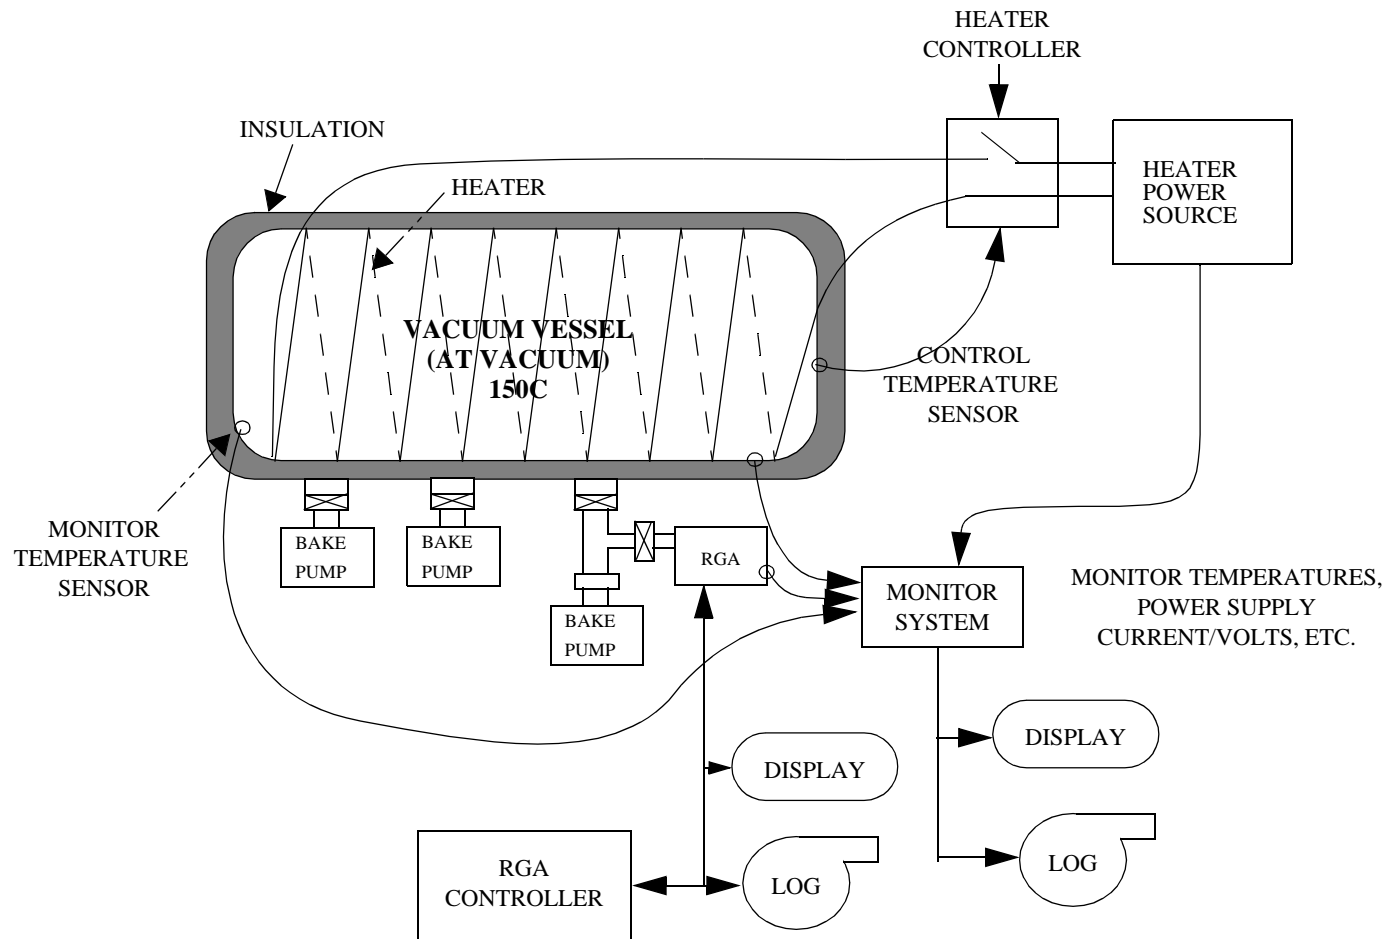 HEATER
CONTROLLER
INSULATION
HEATER
HEATER
POWER
SOURCE
VACUUM VESSEL
(AT VACUUM)
150C
CONTROL
TEMPERATURE
SENSOR
MONITOR
TEMPERATURE
SENSOR
BAKE
PUMP
BAKE
PUMP
RGA
BAKE
PUMP
MONITOR
SYSTEM
MONITOR TEMPERATURES,
POWER SUPPLY
CURRENT/VOLTS, ETC.
DISPLAY
DISPLAY
RGA
CONTROLLER
LOG
LOG